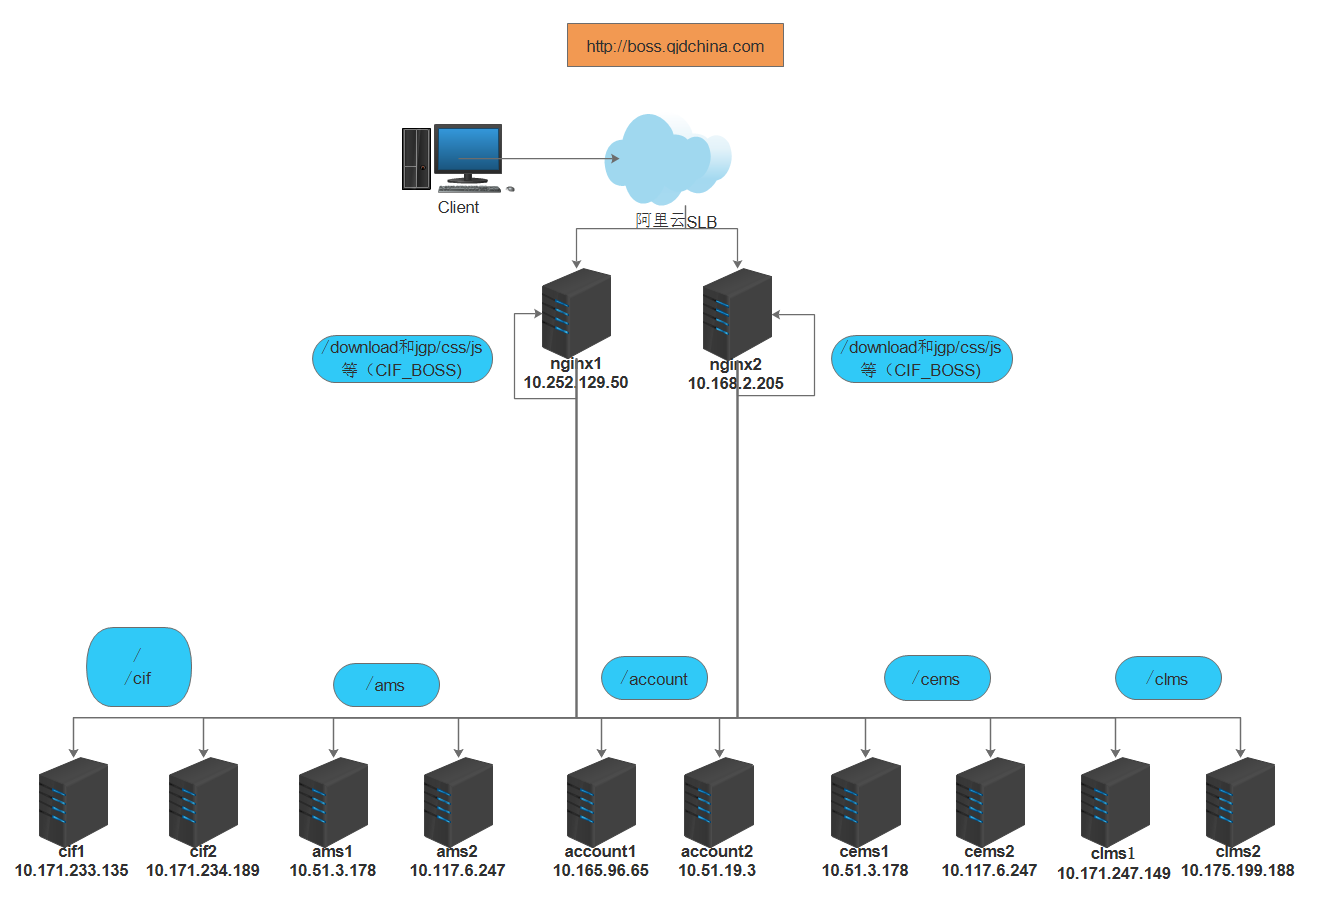 http://boss.qjdchina.com
Client
阿里云SLB
/download和jgp/css/js
等（CIF_BOSS)
/download和jgp/css/js
等（CIF_BOSS)
nginx1
10.252.129.50
nginx2
10.168.2.205
/
/cif
/ams
/account
/cems
/clms
cif1
10.171.233.135
cif2
10.171.234.189
ams1
10.51.3.178
ams2
10.117.6.247
account1
10.165.96.65
account2
10.51.19.3
cems1
10.51.3.178
cems2
10.117.6.247
clms1
10.171.247.149
clms2
10.175.199.188